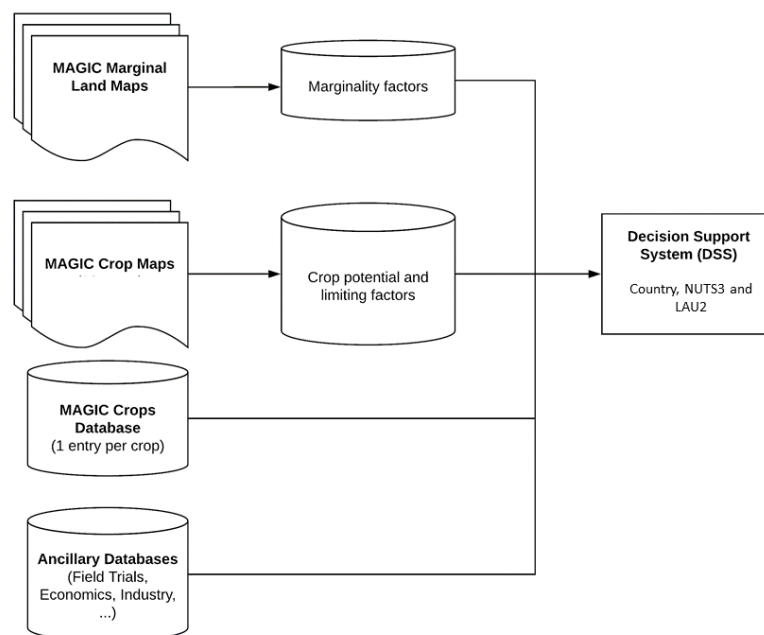 MAGIC Marginal
Land Maps
Marginality factors
MAGIC Crop Maps
Crop potential and
limiting factors
Decision Support
System (DSS)
Country, NUTS3 and
LAU2
MAGIC Crops
Database
(1 entry per crop)
Ancillary Databases
(Field Trials,
Economics, Industry,
...)